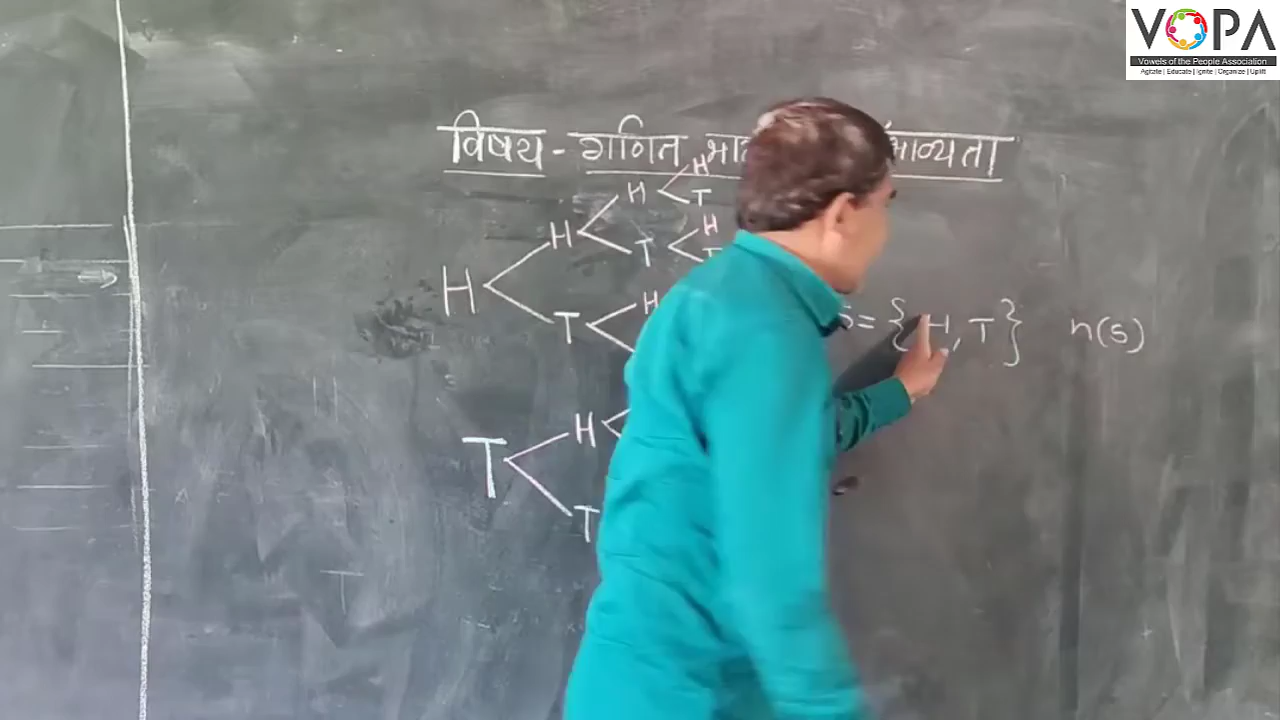 VOPA
Vowels of the People Association
Agitate | Educate | Ignite | Organize | Uplift
विषय - गणित
H T
H H
H T T
H T H
S = {H, T} n(S)
T H
T
T